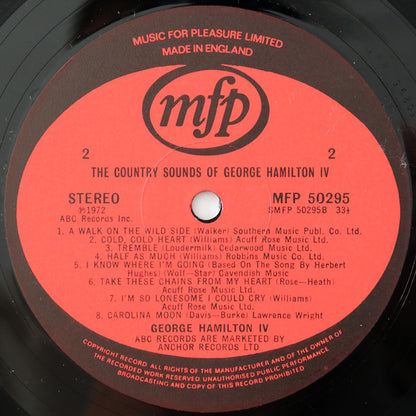 MUSIC FOR PLEASURE LIMITED
MADE IN ENGLAND
mfp
2 2
THE COUNTRY SOUNDS OF GEORGE HAMILTON IV
STEREO MFP 50295
℗1972 SMFP 50295B 33⅓
ABC Records Inc.
1. A WALK ON THE WILD SIDE (Walker) Southern Music Publ. Co. Ltd.
2. COLD, COLD HEART (Williams) Acuff Rose Music Ltd.
3. TREMBLE (Loudermilk) Cedarwood Music Ltd.
4. HALF AS MUCH (Williams) Robbins Music Co. Ltd.
5. I KNOW WHERE I'M GOING (Based On The Song By Herbert
Hughes) (Wolf—Star) Cavendish Music
6. TAKE THESE CHAINS FROM MY HEART (Rose—Heath)
Acuff Rose Music Ltd.
7. I'M SO LONESOME I COULD CRY (Williams)
Acuff Rose Music Ltd.
8. CAROLINA MOON (Davis—Burke) Lawrence Wright
GEORGE HAMILTON IV
ABC RECORDS ARE MARKETED BY
ANCHOR RECORDS LTD.
COPYRIGHT RECORD. ALL RIGHTS OF THE MANUFACTURER AND OF THE OWNER OF
THE RECORDED WORK RESERVED UNAUTHORISED PUBLIC PERFORMANCE
BROADCASTING AND COPY OF THIS RECORD PROHIBITED